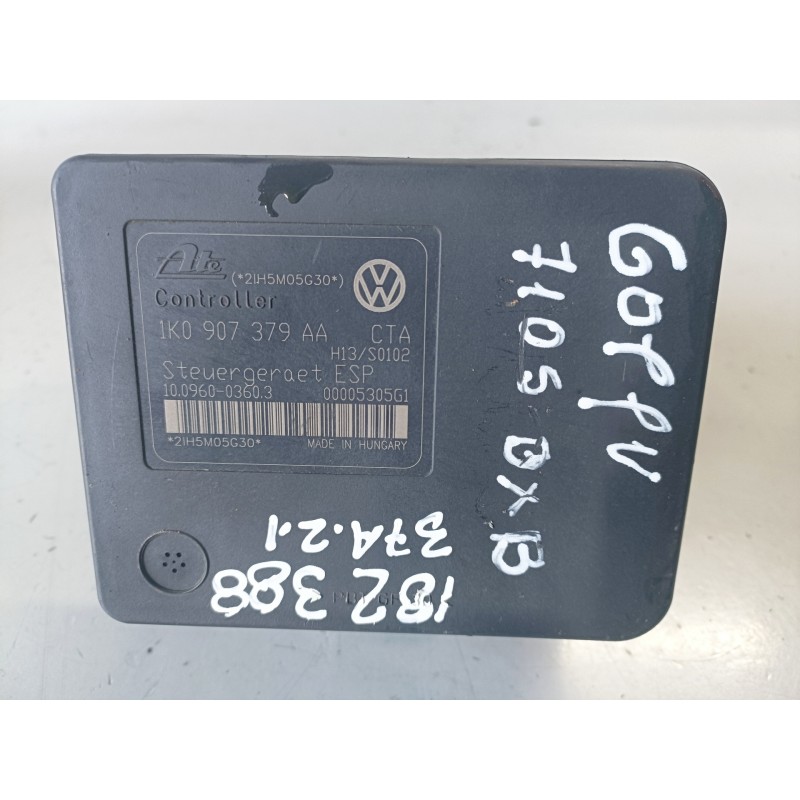 Ate
(*2IH5M05G30*)
Controller
1K0 907 379 AA CTA
H13/S0102
Steuergeraet ESP
10.0960-0360.3 00005305G1
*2IH5M05G30*
MADE IN HUNGARY
7105 DXB
37A.2.1
182 388